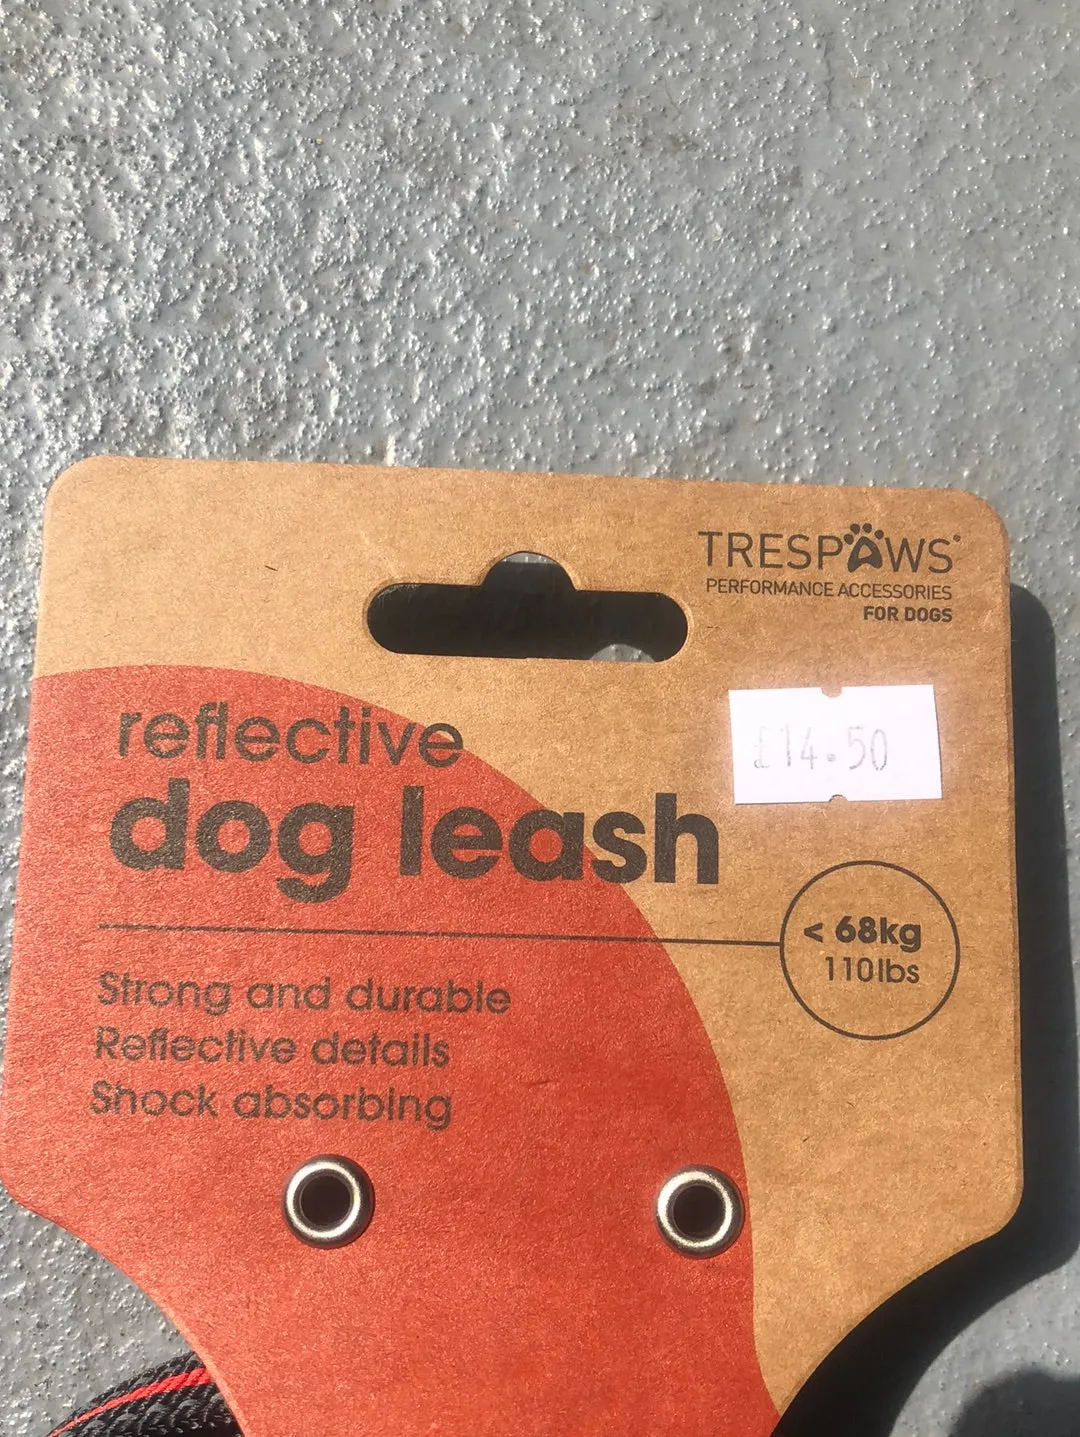 TRESPAWS
PERFORMANCE ACCESSORIES
FOR DOGS
£14.50
reflective
dog leash
< 68kg
110lbs
Strong and durable
Reflective details
Shock absorbing